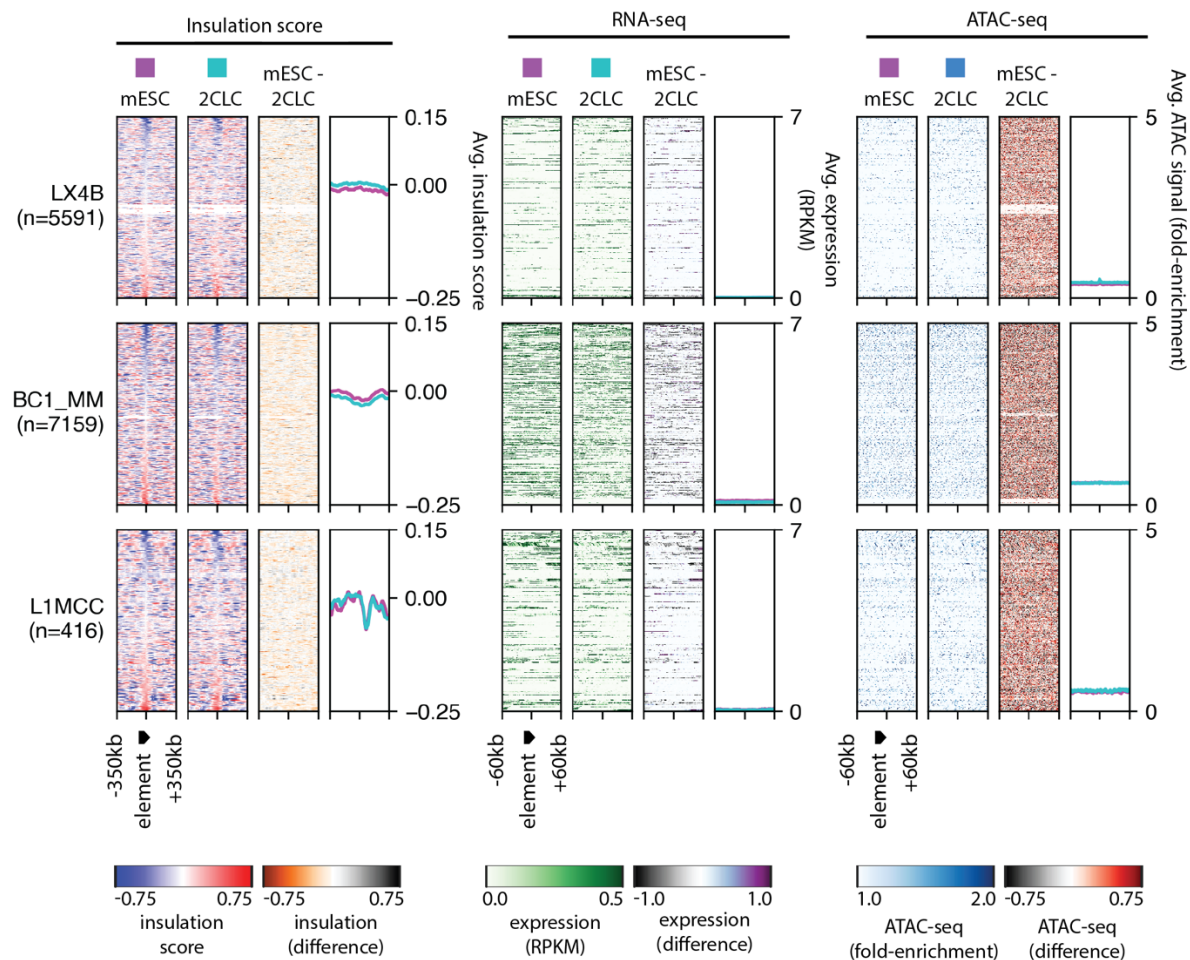 Insulation score
RNA-seq
ATAC-seq
mESC
2CLC
mESC -
2CLC
mESC
2CLC
mESC -
2CLC
mESC
2CLC
mESC -
2CLC
LX4B
(n=5591)
0.15
0.00
−0.25
Avg. insulation score
7
0
Avg. expression
(RPKM)
5
0
Avg. ATAC
signal (fold-enrichment)
BC1_MM
(n=7159)
0.15
0.00
−0.25
7
0
5
0
L1MCC
(n=416)
0.15
0.00
−0.25
7
0
5
0
-350kb
element
+350kb
-60kb
element
+60kb
-60kb
element
+60kb
-0.75 0.75
insulation
score
-0.75 0.75
insulation
(difference)
0.0 0.5
expression
(RPKM)
-1.0 1.0
expression
(difference)
1.0 2.0
ATAC-seq
(fold-enrichment)
-0.75 0.75
ATAC-seq
(difference)